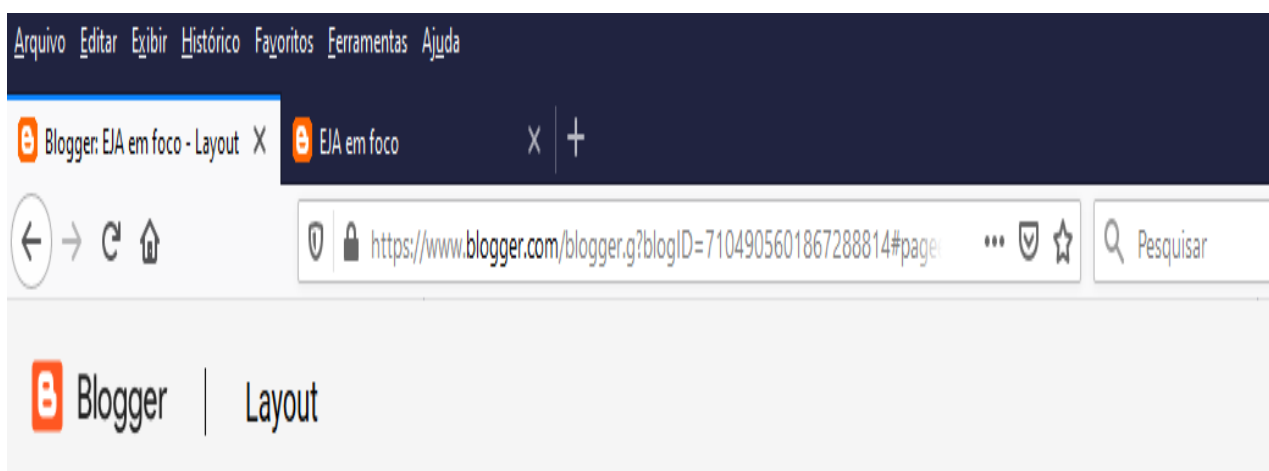 Arquivo Editar Exibir Histórico Favoritos Ferramentas Ajuda
Blogger: EJA em foco - Layout EJA em foco
https://www.blogger.com/blogger.g?blogID=7104905601867288814#page Pesquisar
Blogger Layout